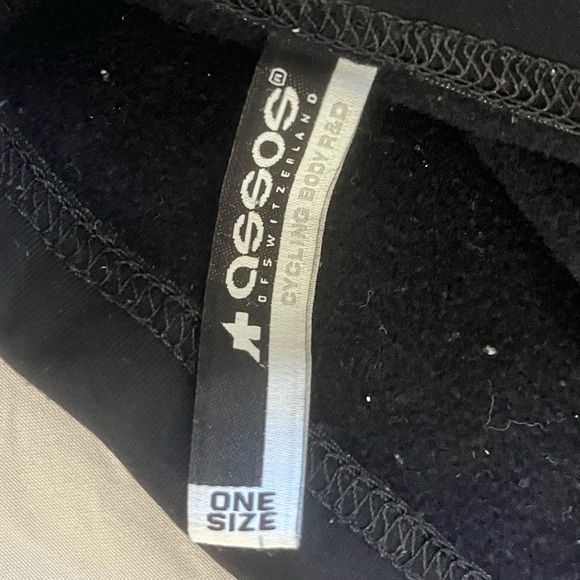 assos®
OF SWITZERLAND
CYCLING BODY R&D
ONE
SIZE